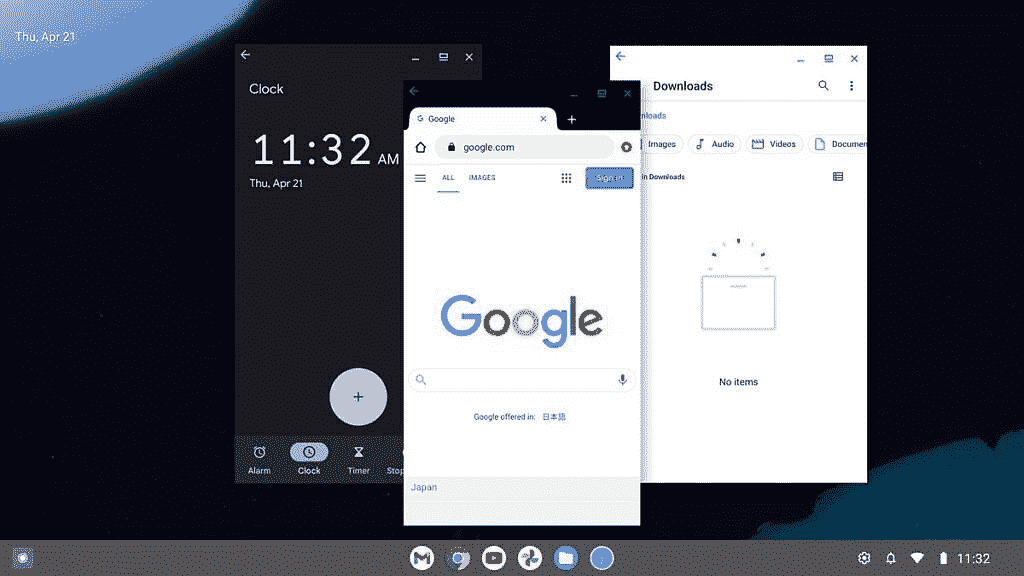 Thu, Apr 21
Clock
11:32 AM
Thu, Apr 21
Alarm
Clock
Timer
Stop
Google
google.com
ALL
IMAGES
Sign in
Google
Google offered in: 日本語
Japan
Downloads
nloads
Images
Audio
Videos
Documen
in Downloads
No items
11:32